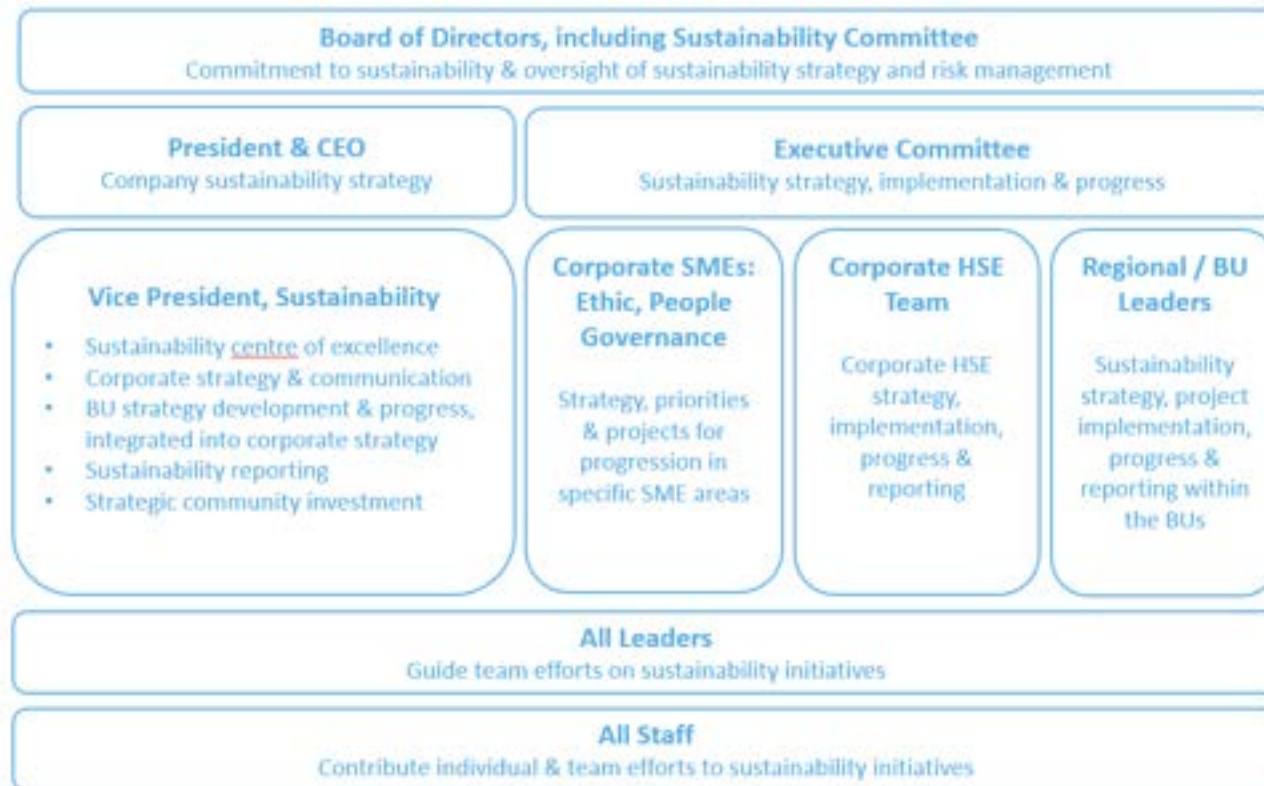 Board of Directors, including Sustainability Committee
Commitment to sustainability & oversight of sustainability strategy and risk management
President & CEO
Company sustainability strategy
Executive Committee
Sustainability strategy, implementation & progress
Vice President, Sustainability
• Sustainability centre of excellence
• Corporate strategy & communication
• BU strategy development & progress,
integrated into corporate strategy
• Sustainability reporting
• Strategic community investment
Corporate SMEs:
Ethic, People
Governance
Strategy, priorities
& projects for
progression in
specific SME areas
Corporate HSE
Team
Corporate HSE
strategy,
implementation,
progress &
reporting
Regional / BU
Leaders
Sustainability
strategy, project
implementation,
progress &
reporting within
the BUs
All Leaders
Guide team efforts on sustainability initiatives
All Staff
Contribute individual & team efforts to sustainability initiatives